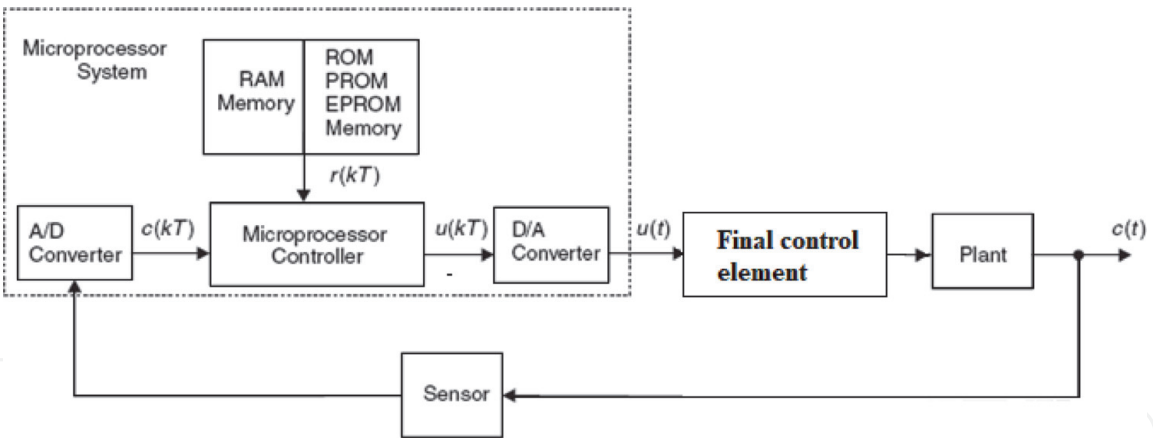 Microprocessor
System
RAM
Memory
ROM
PROM
EPROM
Memory
r(kT)
A/D
Converter
c(kT)
Microprocessor
Controller
u(kT)
-
D/A
Converter
u(t)
Final control
element
Plant
c(t)
Sensor